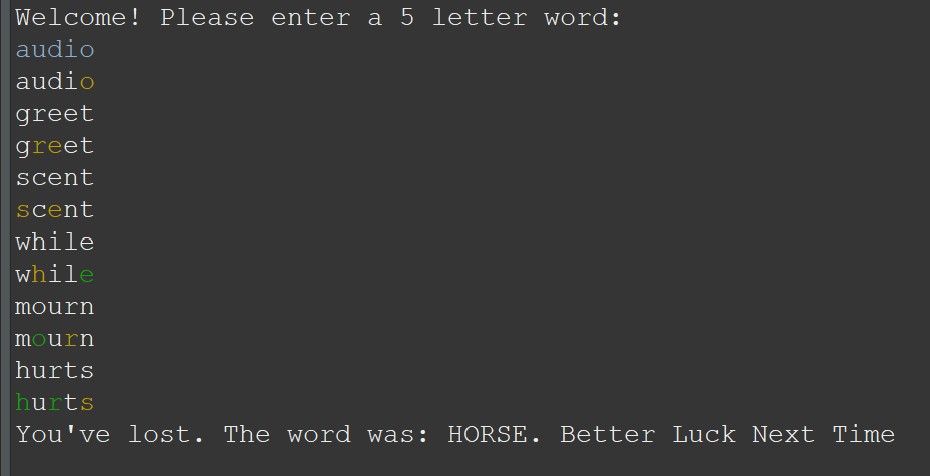 Welcome! Please enter a 5 letter word:
audio
audio
greet
greet
scent
scent
while
while
mourn
mourn
hurts
hurts
You've lost. The word was: HORSE. Better Luck Next Time